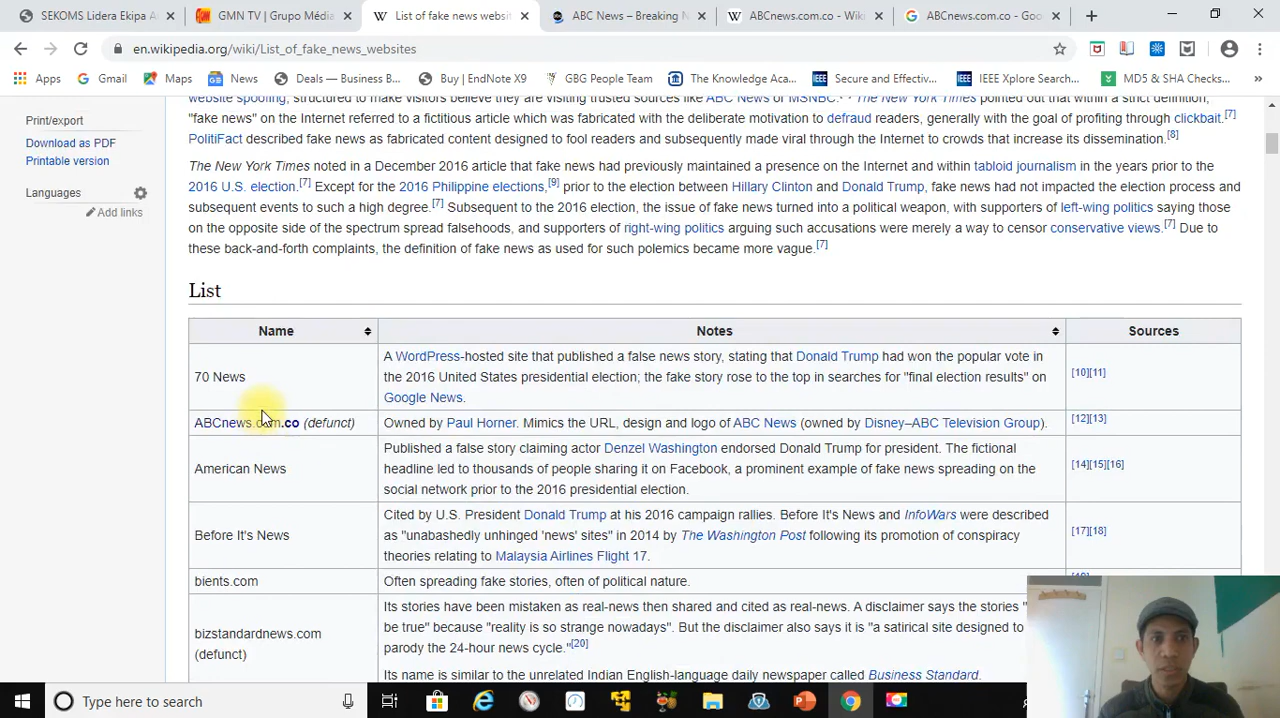 SEKOMS Lidera Ekipa A
GMN TV | Grupo Média
List of fake news websi
ABC News – Breaking N
ABCnews.com.co - Wiki
ABCnews.com.co - Goo
en.wikipedia.org/wiki/List_of_fake_news_websites
Apps Gmail Maps News Deals — Business B... Buy | EndNote X9 GBG People Team The Knowledge Aca... Secure and Effectiv... IEEE Xplore Search... MD5 & SHA Checks...
Print/export
Download as PDF
Printable version
Languages
Add links
website spoofing, structured to make visitors believe they are visiting trusted sources like ABC News or MSNBC. The New York Times pointed out that within a strict definition,
"fake news" on the Internet referred to a fictitious article which was fabricated with the deliberate motivation to defraud readers, generally with the goal of profiting through clickbait.[7]
PolitiFact described fake news as fabricated content designed to fool readers and subsequently made viral through the Internet to crowds that increase its dissemination.[8]
The New York Times noted in a December 2016 article that fake news had previously maintained a presence on the Internet and within tabloid journalism in the years prior to the
2016 U.S. election.[7] Except for the 2016 Philippine elections,[9] prior to the election between Hillary Clinton and Donald Trump, fake news had not impacted the election process and
subsequent events to such a high degree.[7] Subsequent to the 2016 election, the issue of fake news turned into a political weapon, with supporters of left-wing politics saying those
on the opposite side of the spectrum spread falsehoods, and supporters of right-wing politics arguing such accusations were merely a way to censor conservative views.[7] Due to
these back-and-forth complaints, the definition of fake news as used for such polemics became more vague.[7]
List
Name Notes Sources
70 News
A WordPress-hosted site that published a false news story, stating that Donald Trump had won the popular vote in
the 2016 United States presidential election; the fake story rose to the top in searches for "final election results" on
Google News.
[10][11]
ABCnews.com.co (defunct)
Owned by Paul Horner. Mimics the URL, design and logo of ABC News (owned by Disney–ABC Television Group).
[12][13]
American News
Published a false story claiming actor Denzel Washington endorsed Donald Trump for president. The fictional
headline led to thousands of people sharing it on Facebook, a prominent example of fake news spreading on the
social network prior to the 2016 presidential election.
[14][15][16]
Before It's News
Cited by U.S. President Donald Trump at his 2016 campaign rallies. Before It's News and InfoWars were described
as "unabashedly unhinged 'news' sites" in 2014 by The Washington Post following its promotion of conspiracy
theories relating to Malaysia Airlines Flight 17.
[17][18]
bients.com
Often spreading fake stories, often of political nature.
bizstandardnews.com
(defunct)
Its stories have been mistaken as real-news then shared and cited as real-news. A disclaimer says the stories "
be true" because "reality is so strange nowadays". But the disclaimer also says it is "a satirical site designed to
parody the 24-hour news cycle."[20]
Its name is similar to the unrelated Indian English-language daily newspaper called Business Standard.
Type here to search